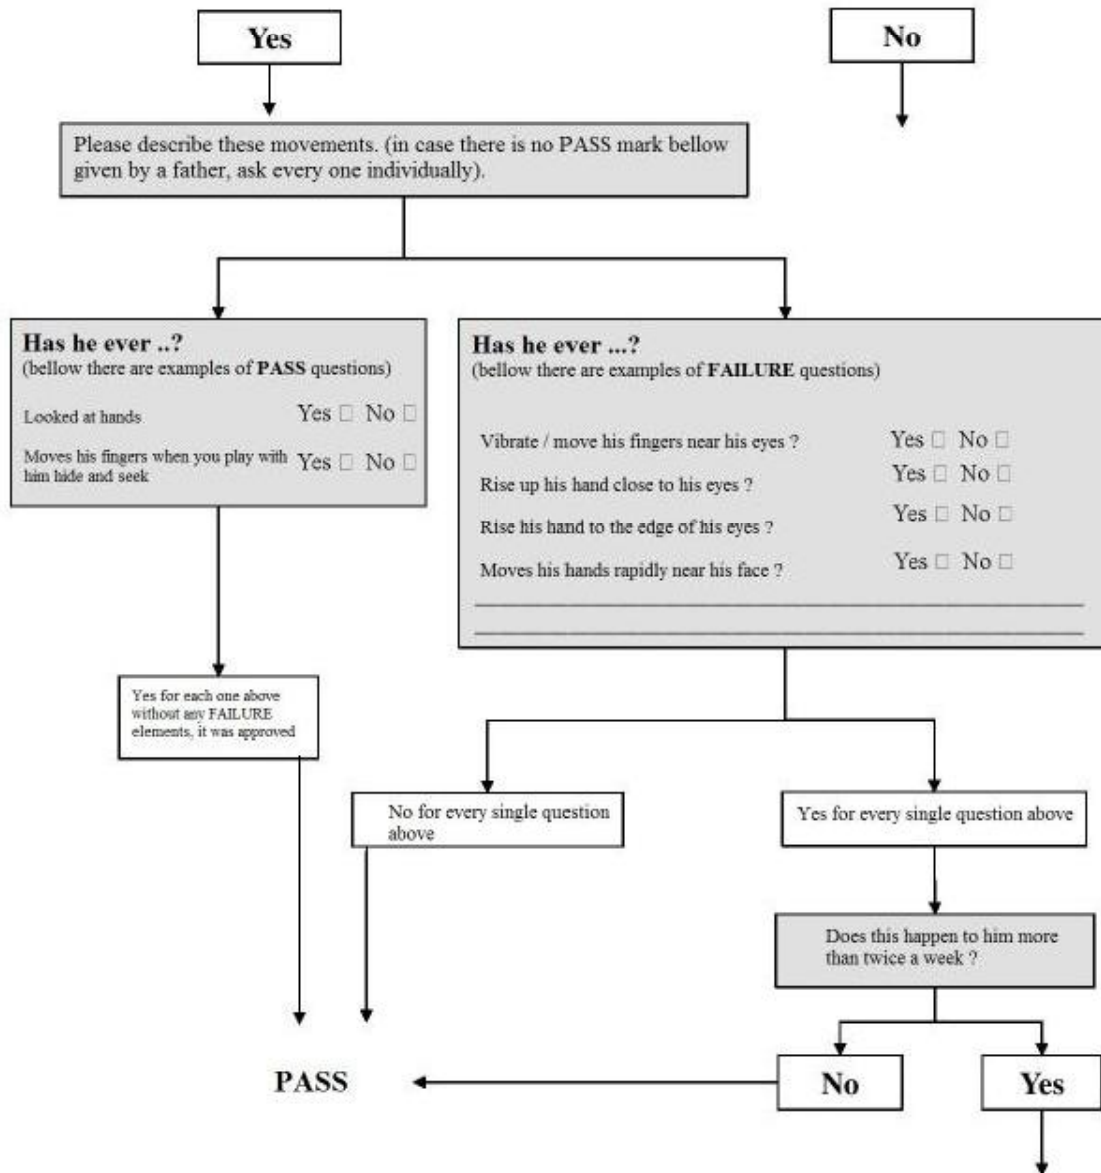 Yes
No
Please describe these movements. (in case there is no PASS mark bellow
given by a father, ask every one individually).
Has he ever ..?
(bellow there are examples of PASS questions)
Looked at hands Yes □ No □
Moves his fingers when you play with
him hide and seek
Yes □ No □
Has he ever ...?
(bellow there are examples of FAILURE questions)
Vibrate / move his fingers near his eyes ? Yes □ No □
Rise up his hand close to his eyes ? Yes □ No □
Rise his hand to the edge of his eyes ? Yes □ No □
Moves his hands rapidly near his face ? Yes □ No □
Yes for each one above
without any FAILURE
elements, it was approved
No for every single question
above
Yes for every single question above
Does this happen to him more
than twice a week ?
PASS
No
Yes